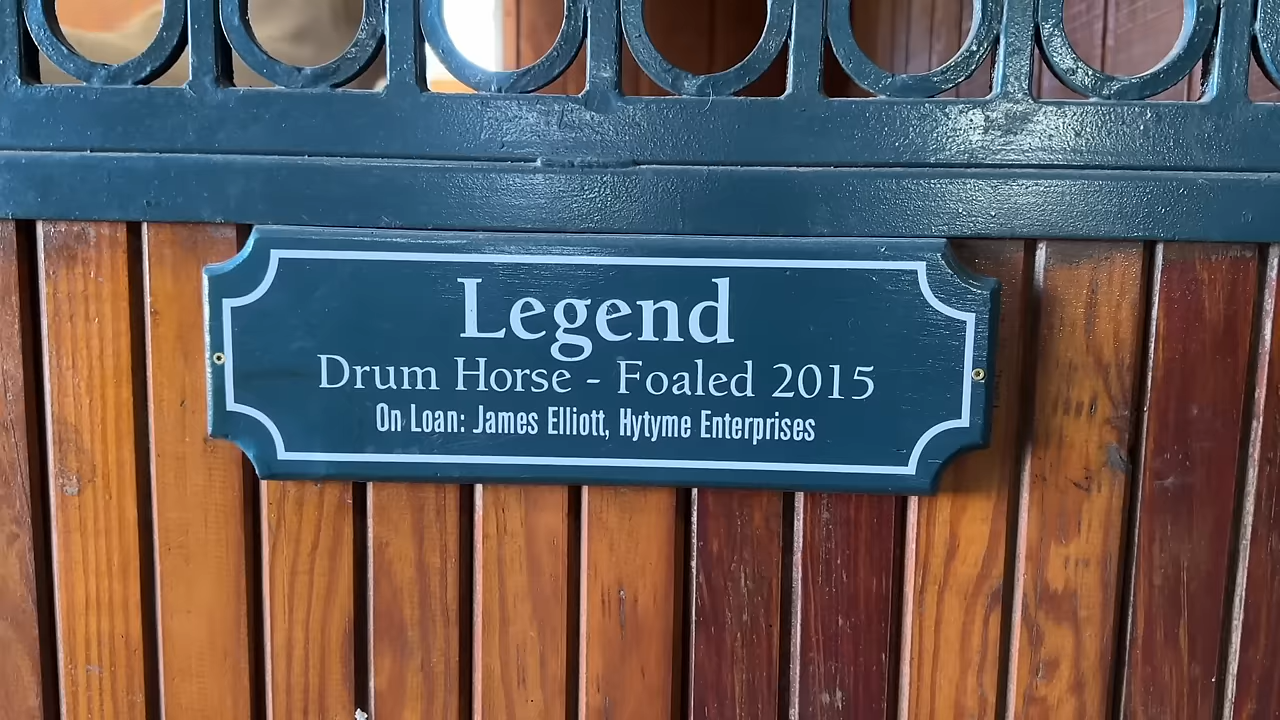 Legend
Drum Horse - Foaled 2015
On Loan: James Elliott, Hytyme Enterprises